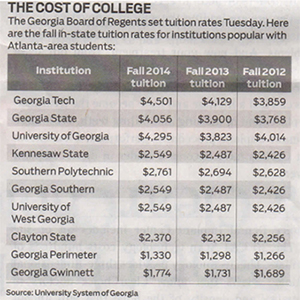 THE COST OF COLLEGE
The Georgia Board of Regents set tuition rates Tuesday. Here
are the fall in-state tuition rates for institutions popular with
Atlanta-area students:
Institution Fall 2014 tuition Fall 2013 tuition Fall 2012 tuition
Georgia Tech $4,501 $4,129 $3,859
Georgia State $4,056 $3,900 $3,768
University of Georgia $4,295 $3,823 $4,014
Kennesaw State $2,549 $2,487 $2,426
Southern Polytechnic $2,761 $2,694 $2,628
Georgia Southern $2,549 $2,487 $2,426
University of
West Georgia $2,549 $2,487 $2,426
Clayton State $2,370 $2,312 $2,256
Georgia Perimeter $1,330 $1,298 $1,266
Georgia Gwinnett $1,774 $1,731 $1,689
Source: University System of Georgia